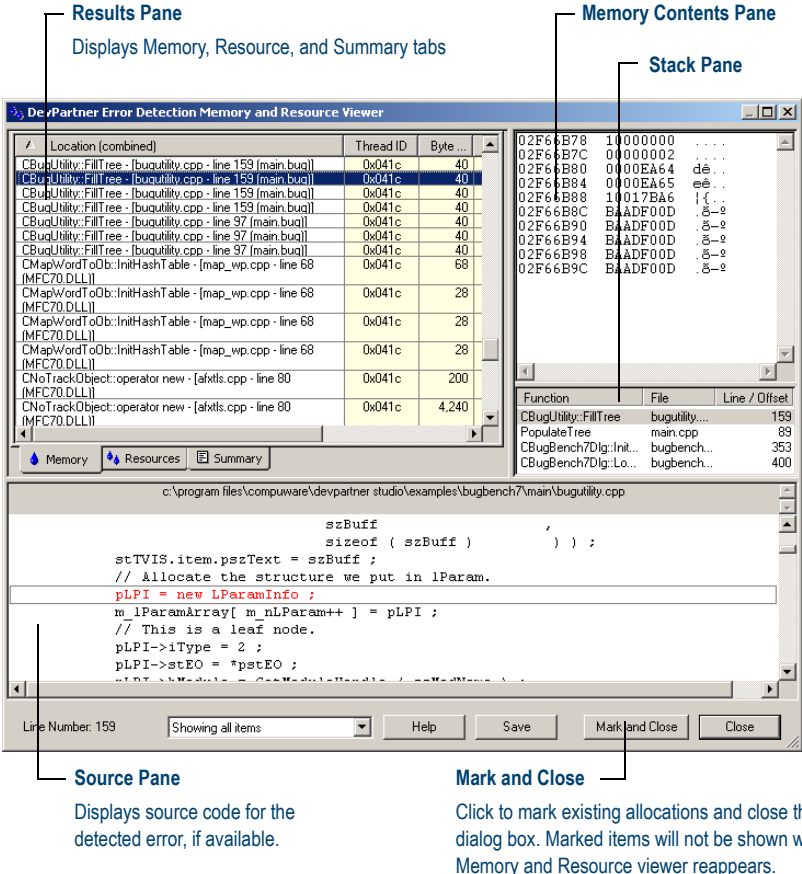 Results Pane
Displays Memory, Resource, and Summary tabs
Memory Contents Pane
Stack Pane
DevPartner Error Detection Memory and Resource Viewer
Location (combined) Thread ID Byte ...
CBugUtility::FillTree - [bugutility.cpp - line 159 (main.bug)] 0x041c 40
CBugUtility::FillTree - [bugutility.cpp - line 159 (main.bug)] 0x041c 40
CBugUtility::FillTree - [bugutility.cpp - line 159 (main.bug)] 0x041c 40
CBugUtility::FillTree - [bugutility.cpp - line 159 (main.bug)] 0x041c 40
CBugUtility::FillTree - [bugutility.cpp - line 97 (main.bug)] 0x041c 40
CBugUtility::FillTree - [bugutility.cpp - line 97 (main.bug)] 0x041c 40
CBugUtility::FillTree - [bugutility.cpp - line 97 (main.bug)] 0x041c 40
CMapWordToOb::InitHashTable - [map_wp.cpp - line 68 0x041c 68
(MFC70.DLL)]
CMapWordToOb::InitHashTable - [map_wp.cpp - line 68 0x041c 28
(MFC70.DLL)]
CMapWordToOb::InitHashTable - [map_wp.cpp - line 68 0x041c 28
(MFC70.DLL)]
CMapWordToOb::InitHashTable - [map_wp.cpp - line 68 0x041c 28
(MFC70.DLL)]
CNoTrackObject::operator new - [afxtls.cpp - line 80 0x041c 200
(MFC70.DLL)]
CNoTrackObject::operator new - [afxtls.cpp - line 80 0x041c 4,240
(MFC70.DLL)]
Memory Resources Summary
02F66B78 10000000 ....
02F66B7C 00000002 ....
02F66B80 0000EA64 dê..
02F66B84 0000EA65 eê..
02F66B88 10017BA6 ¦{..
02F66B8C BAADF00D .ð-º
02F66B90 BAADF00D .ð-º
02F66B94 BAADF00D .ð-º
02F66B98 BAADF00D .ð-º
02F66B9C BAADF00D .ð-º
Function File Line / Offset
CBugUtility::FillTree bugutility.... 159
PopulateTree main.cpp 89
CBugBench7Dlg::Init... bugbench... 353
CBugBench7Dlg::Lo... bugbench... 400
c:\program files\compuware\devpartner studio\examples\bugbench7\main\bugutility.cpp
szBuff ,
sizeof ( szBuff ) ) ) ;
stTVIS.item.pszText = szBuff ;
// Allocate the structure we put in lParam.
pLPI = new LParamInfo ;
m_lParamArray[ m_nLParam++ ] = pLPI ;
// This is a leaf node.
pLPI->iType = 2 ;
pLPI->stEO = *pstEO ;
pLPI->hModule = GetModuleHandle ( szModName ) ;
Line Number: 159 Showing all items Help Save Mark and Close Close
Source Pane
Displays source code for the
detected error, if available.
Mark and Close
Click to mark existing allocations and close th
dialog box. Marked items will not be shown w
Memory and Resource viewer reappears.